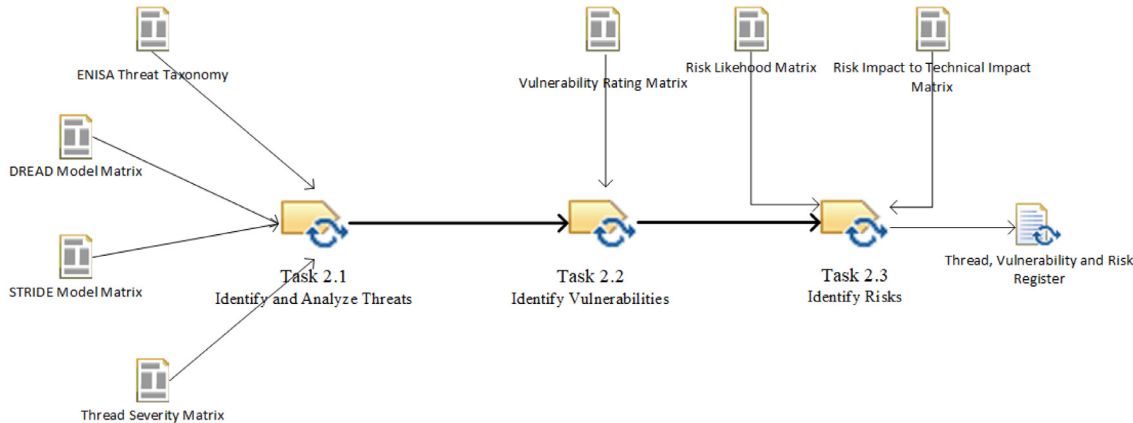 ENISA Threat Taxonomy
DREAD Model Matrix
STRIDE Model Matrix
Thread Severity Matrix
Task 2.1
Identify and Analyze Threats
Vulnerability Rating Matrix
Task 2.2
Identify Vulnerabilities
Risk Likehood Matrix
Risk Impact to Technical Impact
Matrix
Task 2.3
Identify Risks
Thread, Vulnerability and Risk
Register